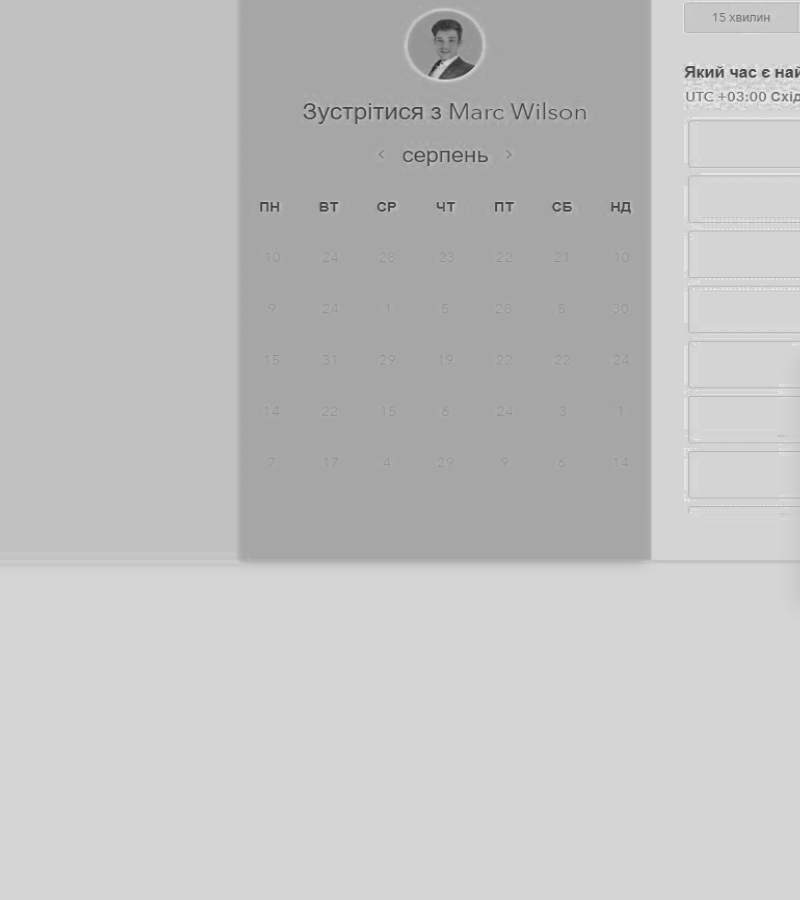 15 хвилин
Який час є най
UTC +03:00 Схід
Зустрітися з Marc Wilson
< серпень >
ПН ВТ СР ЧТ ПТ СБ НД
10 24 28 23 22 21 10
9 24 1 5 28 5 30
15 31 29 19 22 22 24
14 22 15 6 24 3 1
7 17 4 29 9 6 14